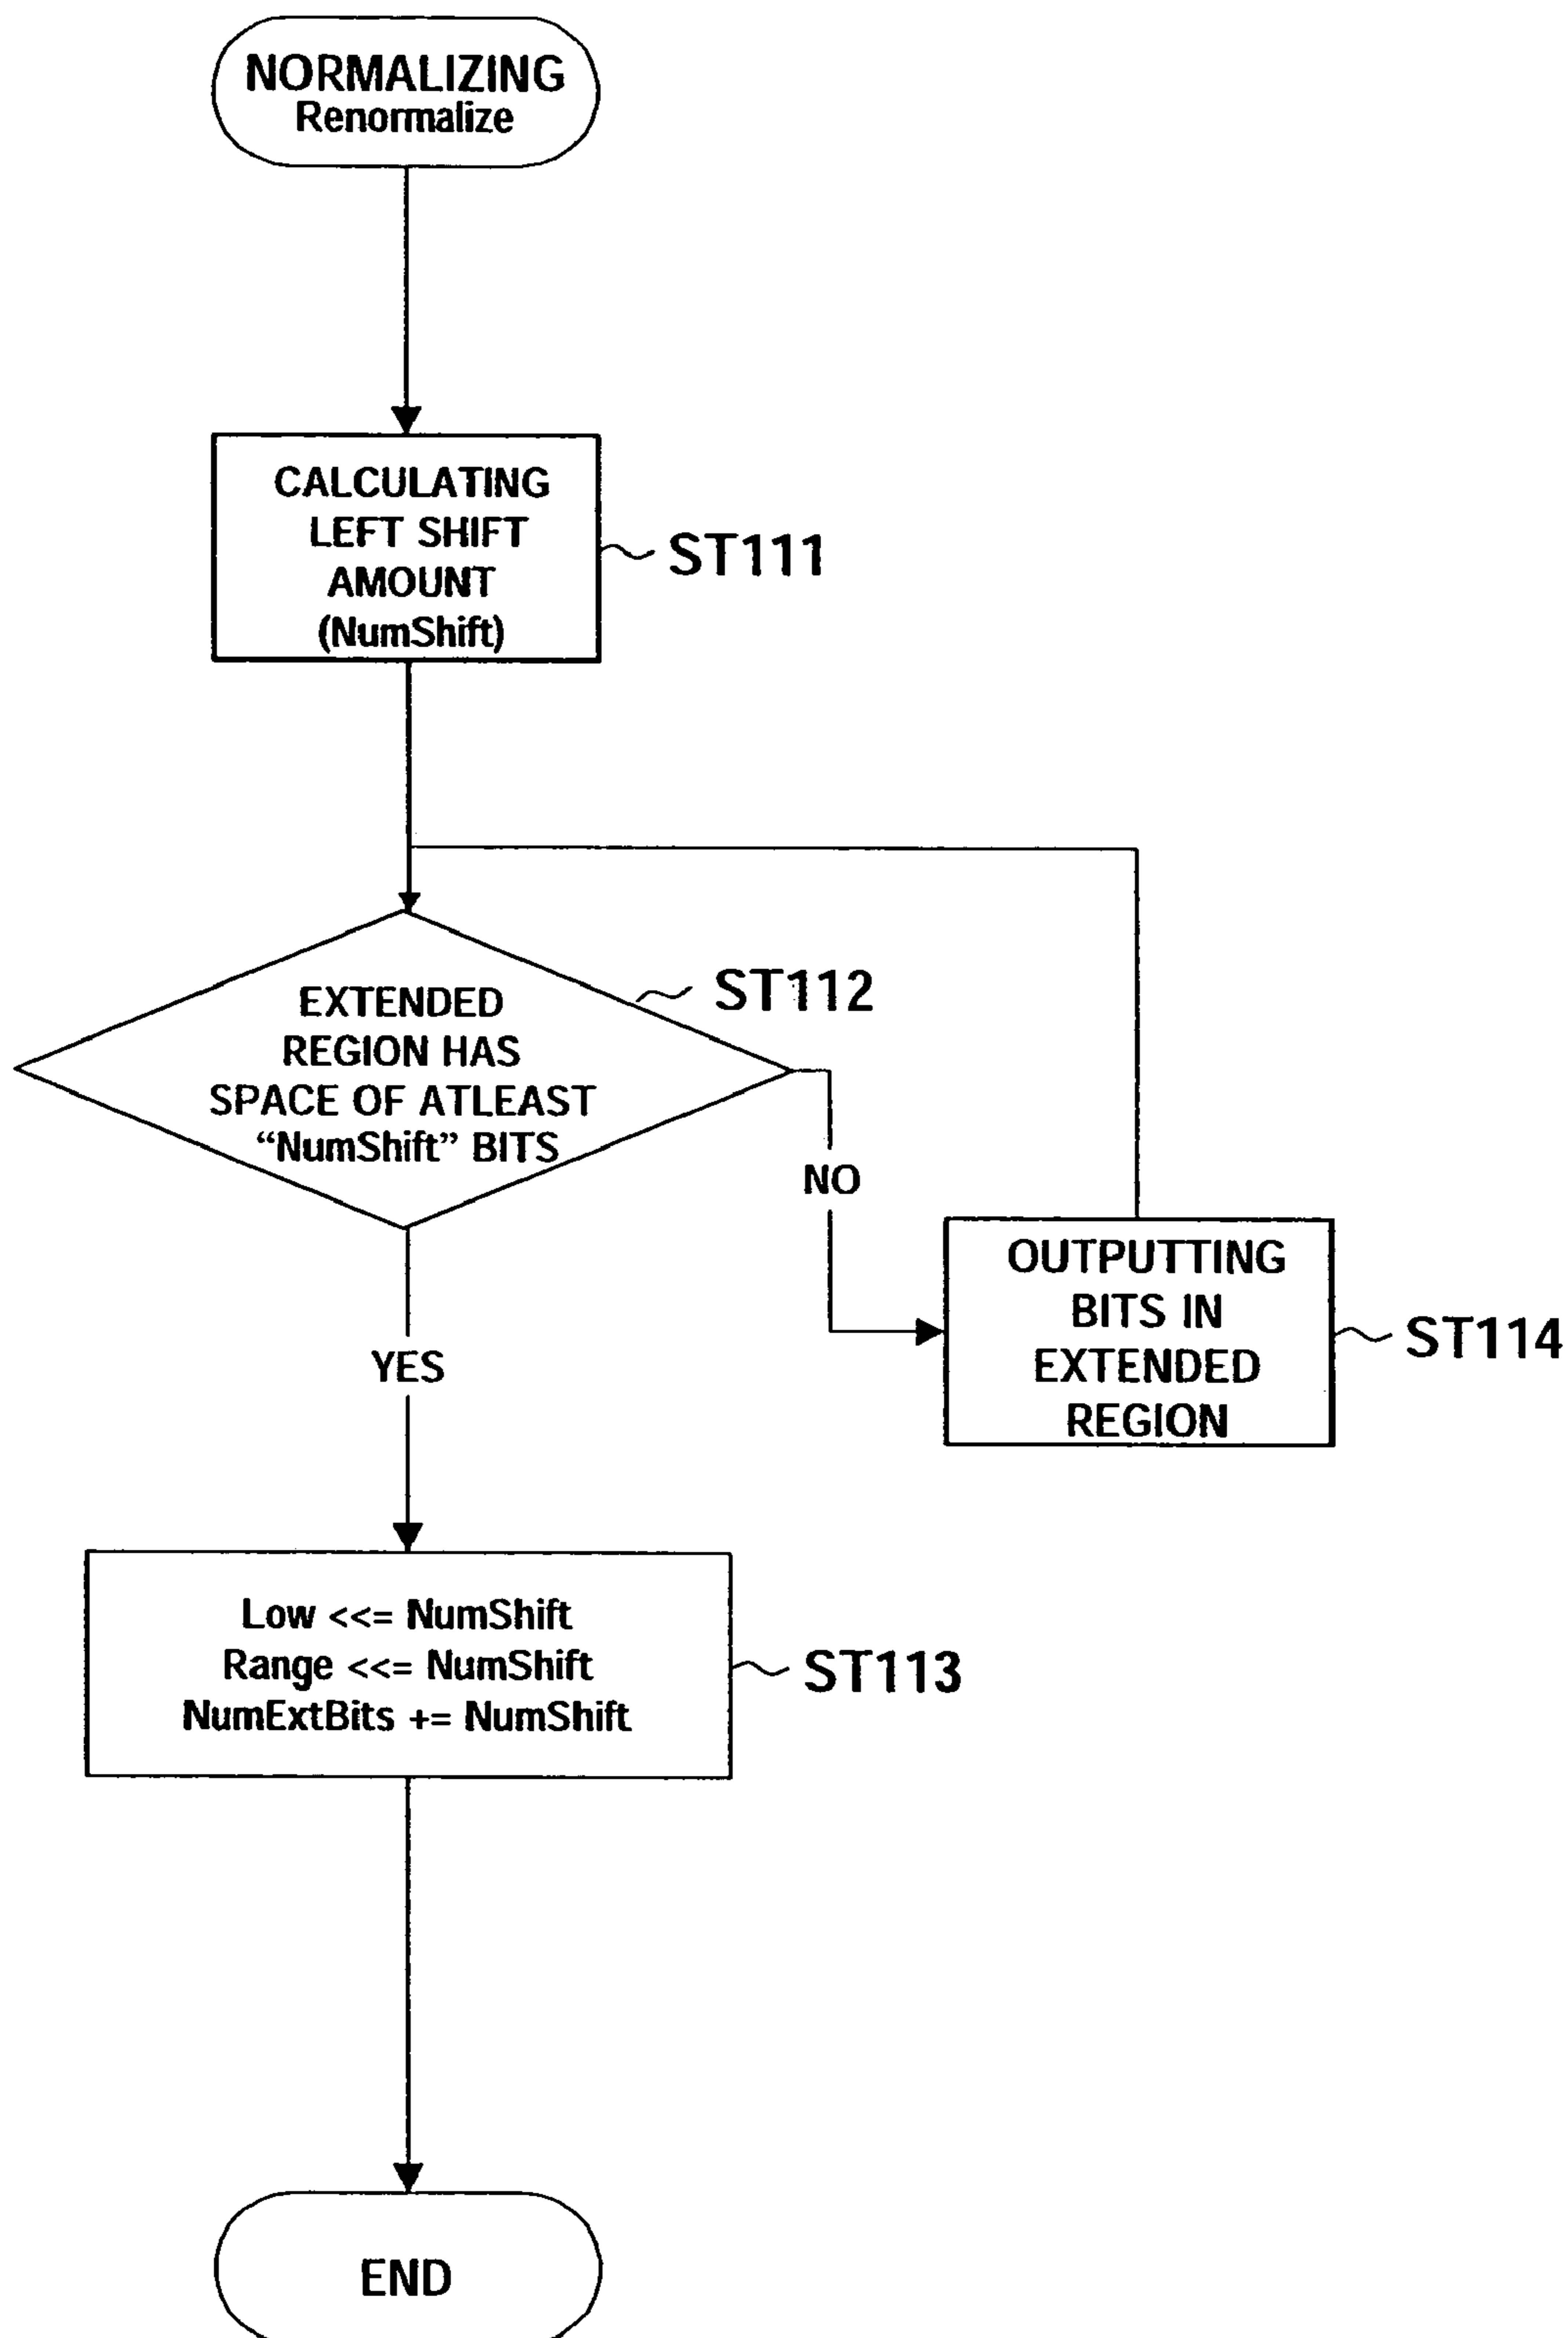 NORMALIZING
Renormalize
CALCULATING
LEFT SHIFT
AMOUNT
(NumShift)
ST111
EXTENDED
REGION HAS
SPACE OF ATLEAST
“NumShift” BITS
ST112
NO
YES
OUTPUTTING
BITS IN
EXTENDED
REGION
ST114
Low <<= NumShift
Range <<= NumShift
NumExtBits += NumShift
ST113
END